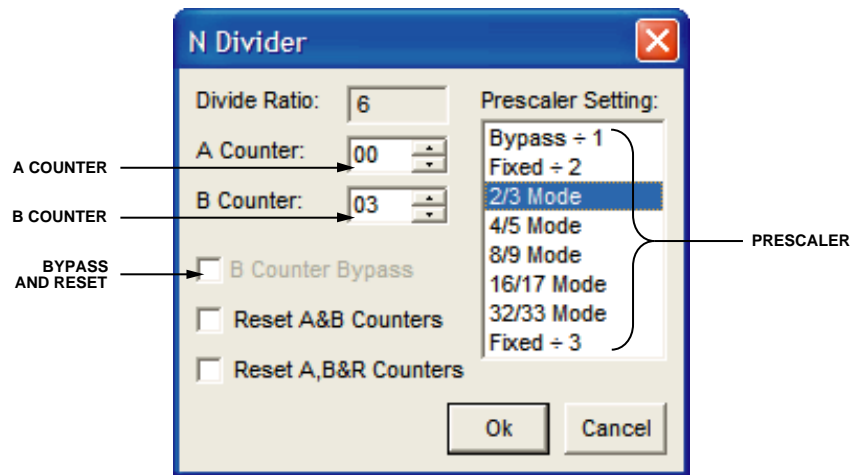 N Divider
Divide Ratio: 6
Prescaler Setting:
A COUNTER
A Counter: 00
B COUNTER
B Counter: 03
Bypass ÷ 1
Fixed ÷ 2
2/3 Mode
4/5 Mode
8/9 Mode
16/17 Mode
32/33 Mode
Fixed ÷ 3
PRESCALER
BYPASS
AND RESET
B Counter Bypass
Reset A&B Counters
Reset A,B&R Counters
Ok
Cancel